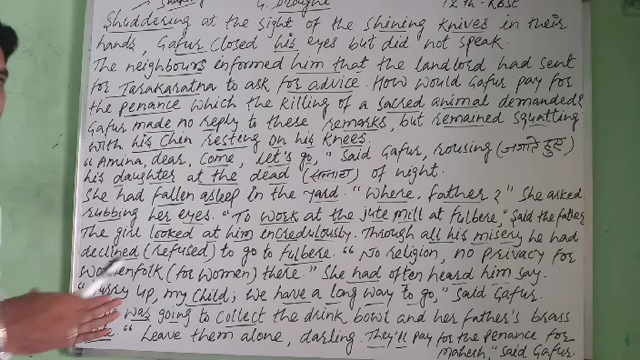 G. Droughe IX th - RBSE
Shuddering at the sight of the shining knives in their
hands, Gafur closed his eyes but did not speak.
The neighbours informed him that the landlord had sent
for Tarakaratna to ask for advice. How would Gafur pay for
the penance which the killing of a sacred animal demanded?
Gafur made no reply to these remarks, but remained squatting
with his chin resting on his knees.
"Amina, dear, come, let's go," said Gafur, rousing (जगाते हुए)
his daughter at the dead (सन्नाटा) of night.
She had fallen asleep in the yard. "Where, father?" She asked
rubbing her eyes. "To work at the jute mill at fulbere," said the father
The girl looked at him incredulously. Through all his misery he had
declined (refused) to go to fulbere. "No religion, no privacy for
womenfolk (for women) there." She had often heard him say.
"Hurry up, my child; we have a long way to go," said Gafur.
was going to collect the drink bowl and her father's brass
"Leave them alone, darling. They'll pay for the penance for
Mahesh," said Gafur.